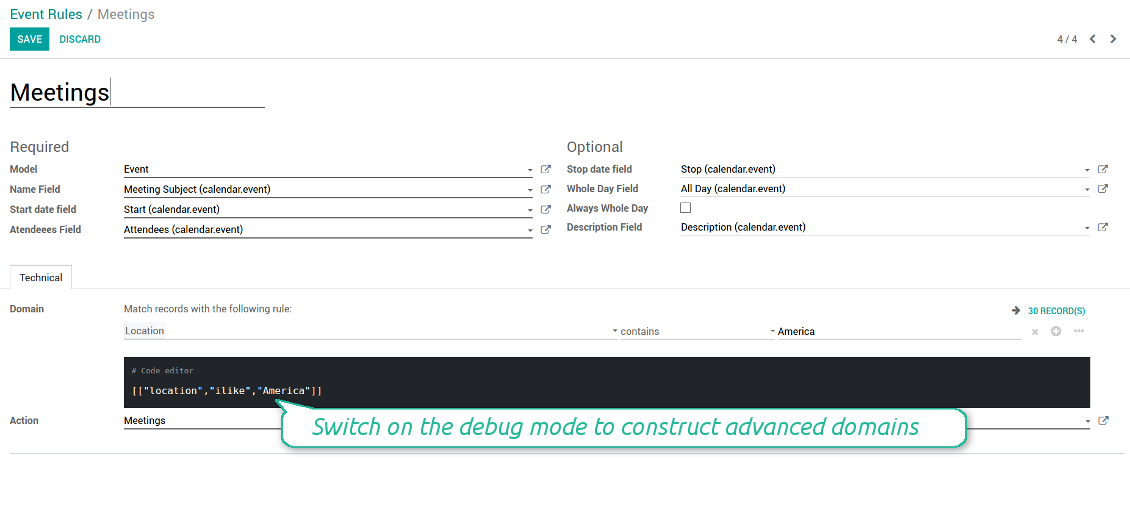 Event Rules / Meetings
SAVE DISCARD 4 / 4
Meetings
Required Optional
Model Event Stop date field Stop (calendar.event)
Name Field Meeting Subject (calendar.event) Whole Day Field All Day (calendar.event)
Start date field Start (calendar.event) Always Whole Day
Atendeees Field Attendees (calendar.event) Description Field Description (calendar.event)
Technical
Domain Match records with the following rule: 30 RECORD(S)
Location contains America
# Code editor
[["location","ilike","America"]]
Action Meetings
Switch on the debug mode to construct advanced domains